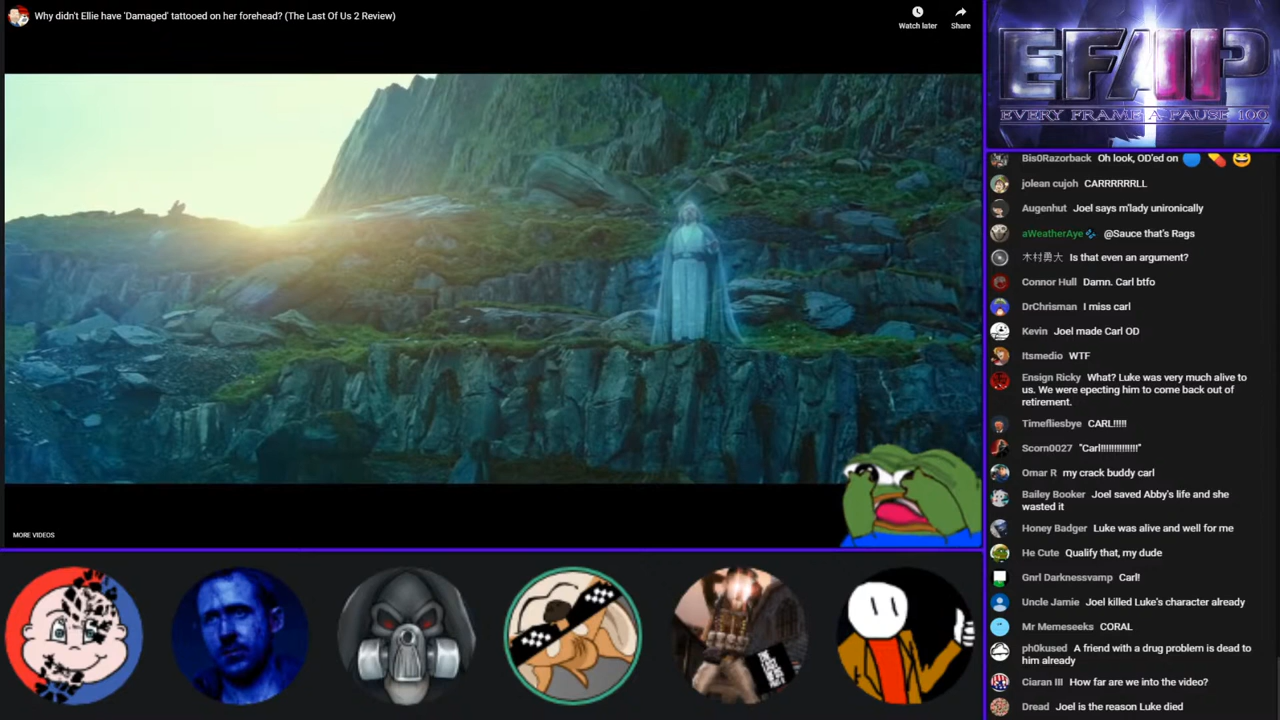 Why didn't Ellie have 'Damaged' tattooed on her forehead? (The Last Of Us 2 Review)
Watch later
Share
MORE VIDEOS
EFAP
EVERY FRAME A PAUSE 100
Bis0Razorback Oh look, OD'ed on 🔵 💊 😆
jolean cujoh CARRRRRRLL
Augenhut Joel says m'lady unironically
aWeatherAye @Sauce that's Rags
木村勇大 Is that even an argument?
Connor Hull Damn. Carl btfo
DrChrisman I miss carl
Kevin Joel made Carl OD
Itsmedio WTF
Ensign Ricky What? Luke was very much alive to
us. We were epecting him to come back out of
retirement.
Timefliesbye CARL!!!!!
Scorn0027 "Carl!!!!!!!!!!!!!!"
Omar R my crack buddy carl
Bailey Booker Joel saved Abby's life and she
wasted it
Honey Badger Luke was alive and well for me
He Cute Qualify that, my dude
Gnrl Darknessvamp Carl!
Uncle Jamie Joel killed Luke's character already
Mr Memeseeks CORAL
ph0kused A friend with a drug problem is dead to
him already
Ciaran III How far are we into the video?
Dread Joel is the reason Luke died